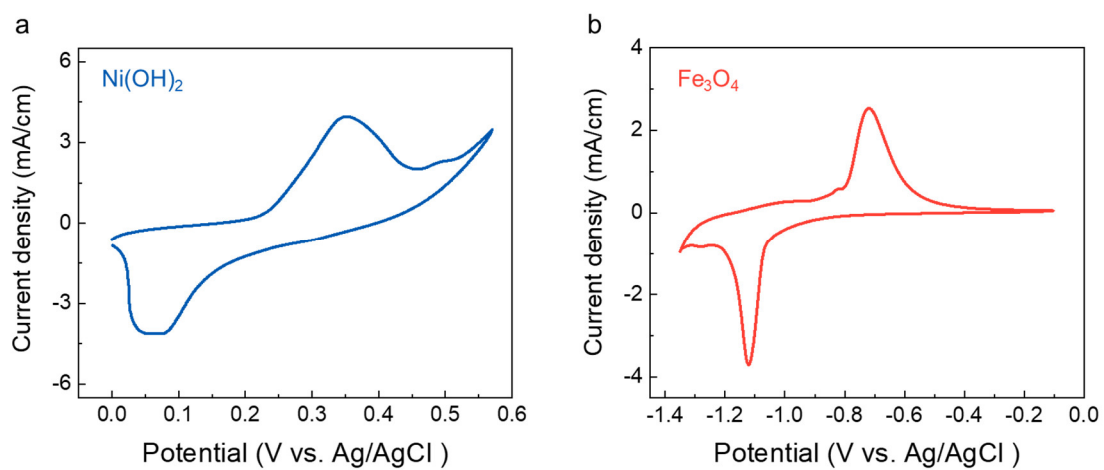 a
Ni(OH)₂
6
3
0
-3
-6
Current density (mA/cm)
0.0 0.1 0.2 0.3 0.4 0.5 0.6
Potential (V vs. Ag/AgCl )
b
Fe₃O₄
4
2
0
-2
-4
Current density (mA/cm)
-1.4 -1.2 -1.0 -0.8 -0.6 -0.4 -0.2 0.0
Potential (V vs. Ag/AgCl )